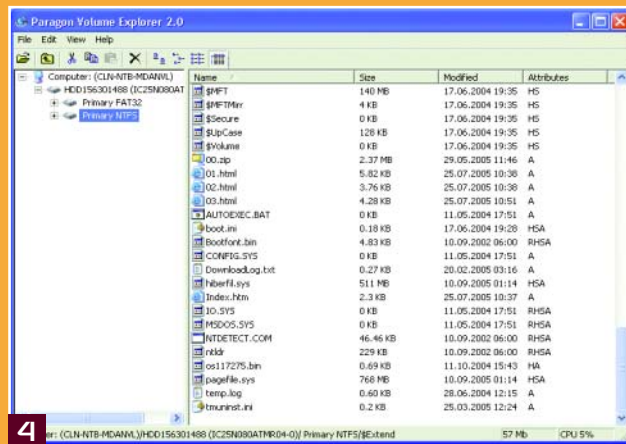 Paragon Volume Explorer 2.0
File Edit View Help
Computer: (CLN-NTB-MDANVL)
HDD156301488 (IC25N080AT
Primary FAT32
Primary NTFS
Name Size Modified Attributes
$MFT 140 MB 17.06.2004 19:35 HS
$MFTMirr 4 KB 17.06.2004 19:35 HS
$Secure 0 KB 17.06.2004 19:35 HS
$UpCase 128 KB 17.06.2004 19:35 HS
$Volume 0 KB 17.06.2004 19:35 HS
00.zip 2.37 MB 29.05.2005 11:46 A
01.html 5.82 KB 25.07.2005 10:38 A
02.html 3.76 KB 25.07.2005 10:38 A
03.html 4.28 KB 25.07.2005 10:51 A
AUTOEXEC.BAT 0 KB 11.05.2004 17:51 A
boot.ini 0.18 KB 17.06.2004 19:28 HSA
Bootfont.bin 4.83 KB 10.09.2002 06:00 RHSA
CONFIG.SYS 0 KB 11.05.2004 17:51 A
DownloadLog.txt 0.27 KB 20.02.2005 03:16 A
hiberfil.sys 511 MB 10.09.2005 01:14 HSA
Index.htm 2.3 KB 25.07.2005 10:37 A
IO.SYS 0 KB 11.05.2004 17:51 RHSA
MSDOS.SYS 0 KB 11.05.2004 17:51 RHSA
NTDETECT.COM 46.46 KB 10.09.2002 06:00 RHSA
ntldr 229 KB 10.09.2002 06:00 RHSA
os117275.bin 0.69 KB 11.10.2004 15:43 HA
pagefile.sys 768 MB 10.09.2005 01:14 HSA
temp.log 0.60 KB 28.06.2004 12:15 A
tmuninst.ini 0.2 KB 25.03.2005 12:24 A
4
er: (CLN-NTB-MDANVL)/HDD156301488 (IC25N080ATMR04-0)/ Primary NTFS/$Extend 57 Mb CPU 5%